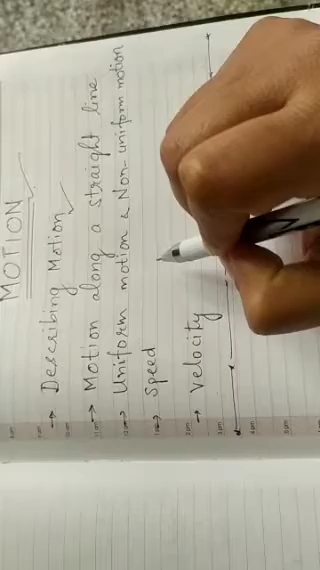 MOTION
→ Describing Motion ✓
→ Motion along a straight line
→ Uniform motion & Non-uniform motion
→ Speed
→ Velocity